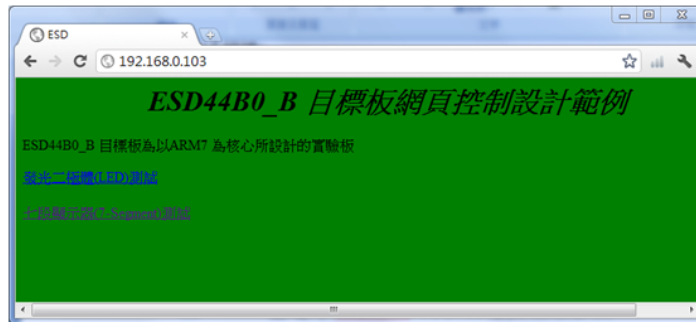 ESD
192.168.0.103
ESD44B0_B 目標板網頁控制設計範例
ESD44B0_B 目標板為以ARM7 為核心所設計的實驗板
發光二極體(LED)測試
七段顯示器(7-Segment)測試